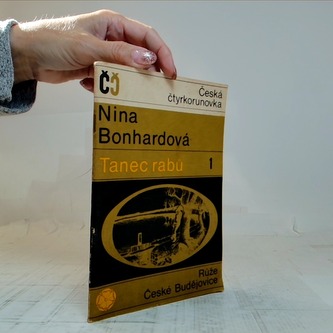 ČČ
Česká
čtyrkorunovka
Nina
Bonhardová
Tanec rabů 1
Růže
České Budějovice